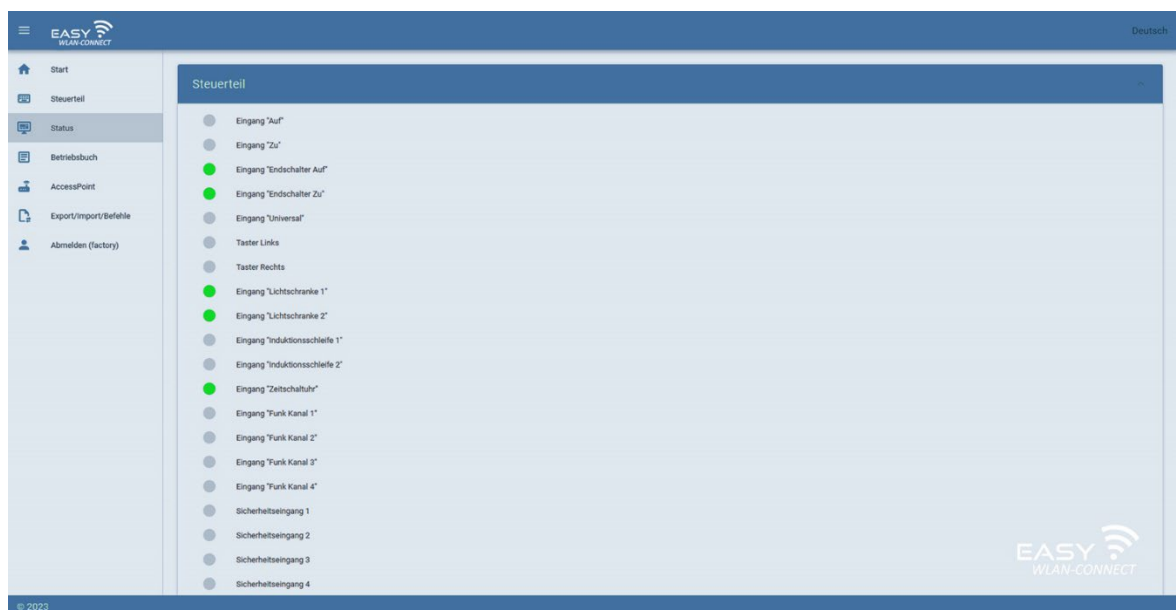 EASY
WLAN-CONNECT
Deutsch
Start
Steuerteil
Status
Betriebsbuch
AccessPoint
Export/Import/Befehle
Abmelden (factory)
Steuerteil
Eingang "Auf"
Eingang "Zu"
Eingang "Endschalter Auf"
Eingang "Endschalter Zu"
Eingang "Universal"
Taster Links
Taster Rechts
Eingang "Lichtschranke 1"
Eingang "Lichtschranke 2"
Eingang "Induktionsschleife 1"
Eingang "Induktionsschleife 2"
Eingang "Zeitschaltuhr"
Eingang "Funk Kanal 1"
Eingang "Funk Kanal 2"
Eingang "Funk Kanal 3"
Eingang "Funk Kanal 4"
Sicherheitseingang 1
Sicherheitseingang 2
Sicherheitseingang 3
Sicherheitseingang 4
EASY
WLAN-CONNECT
© 2023